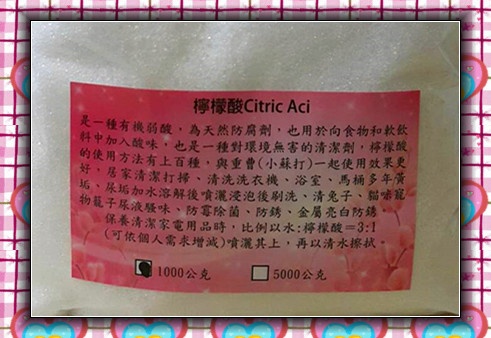 檸檬酸Citric Aci
是一種有機弱酸，為天然防腐劑，也用於向食物和軟飲
料中加入酸味，也是一種對環境無害的清潔劑，檸檬酸
的使用方法有上百種，與重曹(小蘇打)一起使用效果更
好，居家清潔打掃、清洗洗衣機、浴室、馬桶多年黃
垢、尿垢加水溶解後噴灑浸泡後刷洗、清兔子、貓咪寵
物籠子尿液騷味、防霉除菌、防銹、金屬亮白防銹
保養清潔家電用品時，比例以水:檸檬酸=3:1
(可依個人需求增減)噴灑其上，再以清水擦拭。
1000公克 5000公克